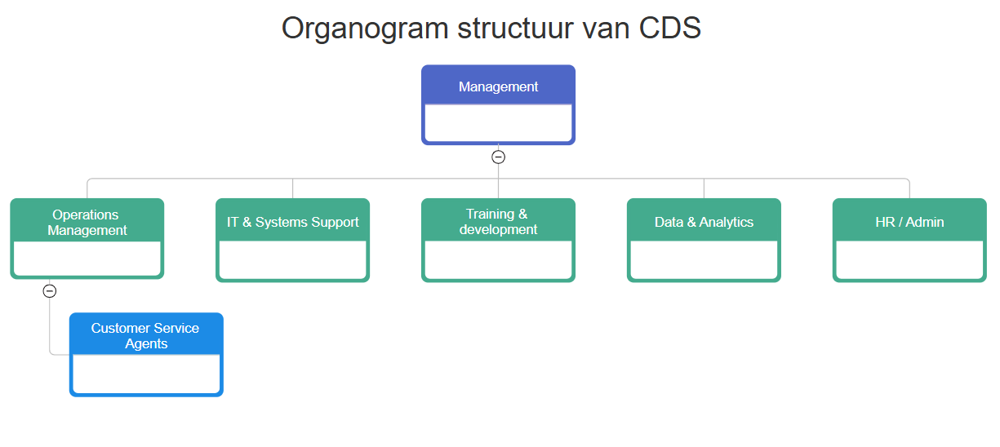 Organogram structuur van CDS
Management
Operations
Management
IT & Systems Support
Training &
development
Data & Analytics
HR / Admin
Customer Service
Agents